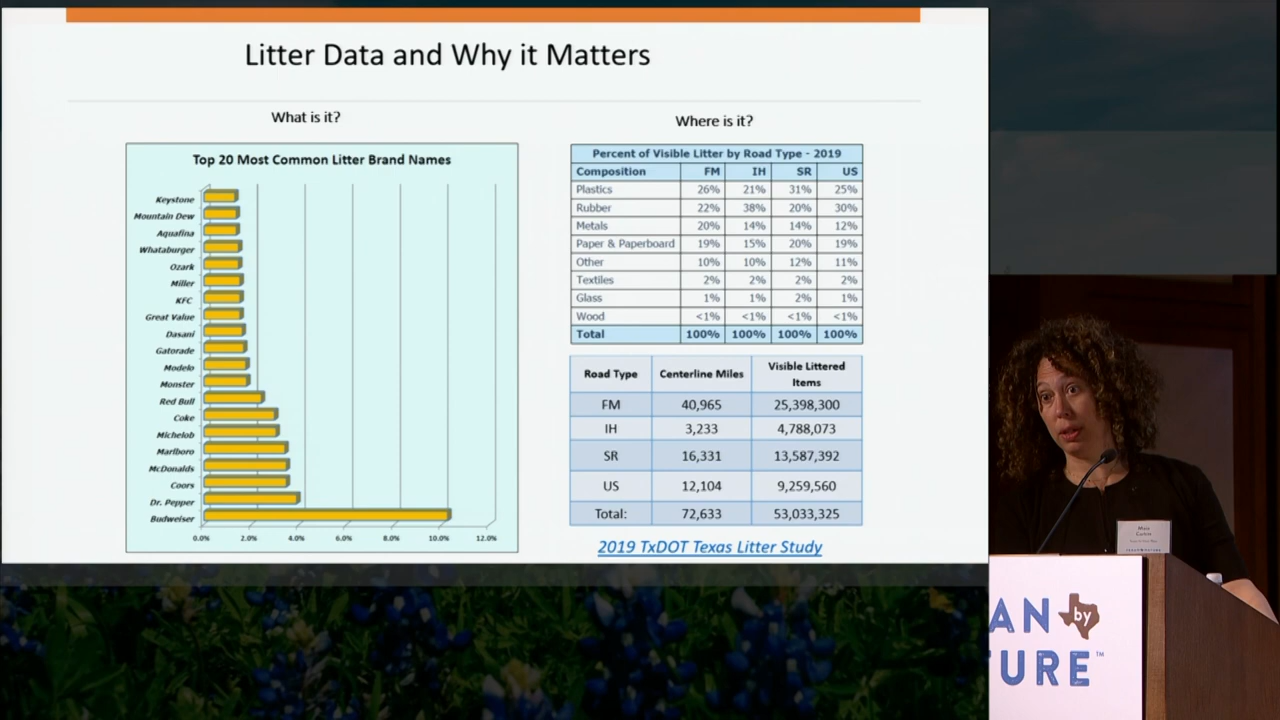 Litter Data and Why it Matters
What is it?
Top 20 Most Common Litter Brand Names
Keystone
Mountain Dew
Aquafina
Whataburger
Ozark
Miller
KFC
Great Value
Dasani
Gatorade
Modelo
Monster
Red Bull
Coke
Michelob
Marlboro
McDonalds
Coors
Dr. Pepper
Budweiser
0.0% 2.0% 4.0% 6.0% 8.0% 10.0% 12.0%
Where is it?
Percent of Visible Litter by Road Type - 2019
Composition FM IH SR US
Plastics 26% 21% 31% 25%
Rubber 22% 38% 20% 30%
Metals 20% 14% 14% 12%
Paper & Paperboard 19% 15% 20% 19%
Other 10% 10% 12% 11%
Textiles 2% 2% 2% 2%
Glass 1% 1% 2% 1%
Wood <1% <1% <1% <1%
Total 100% 100% 100% 100%
Road Type Centerline Miles Visible Littered
Items
FM 40,965 25,398,300
IH 3,233 4,788,073
SR 16,331 13,587,392
US 12,104 9,259,560
Total: 72,633 53,033,325
2019 TxDOT Texas Litter Study
AN by
TURE™